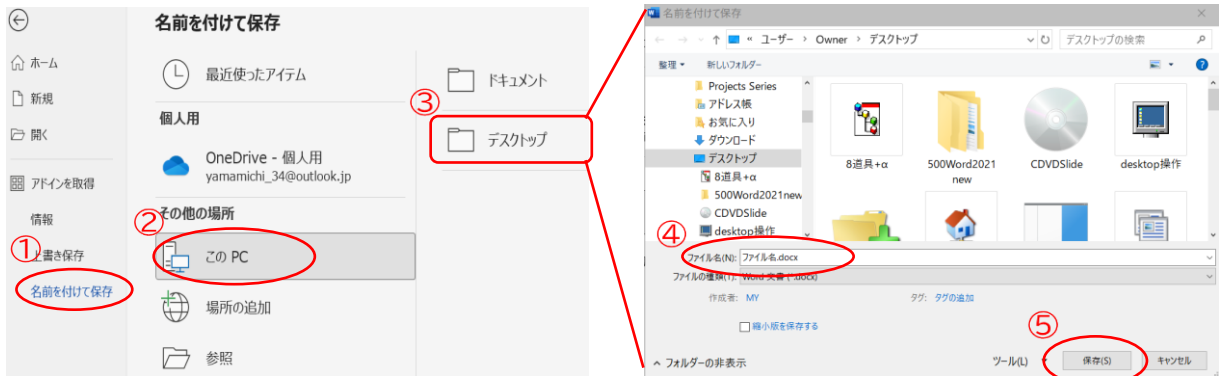 名前を付けて保存
ホーム
新規
開く
アドインを取得
情報
①
上書き保存
名前を付けて保存
最近使ったアイテム
個人用
OneDrive - 個人用
yamamichi_34@outlook.jp
その他の場所
②
この PC
場所の追加
参照
③
ドキュメント
デスクトップ
名前を付けて保存
« ユーザー › Owner › デスクトップ
デスクトップの検索
整理 新しいフォルダー
Projects Series
アドレス帳
お気に入り
ダウンロード
デスクトップ
8道具+α
500Word2021new
CDVDSlide
desktop操作
8道具+α
500Word2021
new
CDVDSlide
desktop操作
④
ファイル名(N): ファイル名.docx
ファイルの種類(T): Word 文書 (*.docx)
作成者: MY タグ: タグの追加
縮小版を保存する
⑤
フォルダーの非表示
ツール(L) 保存(S) キャンセル